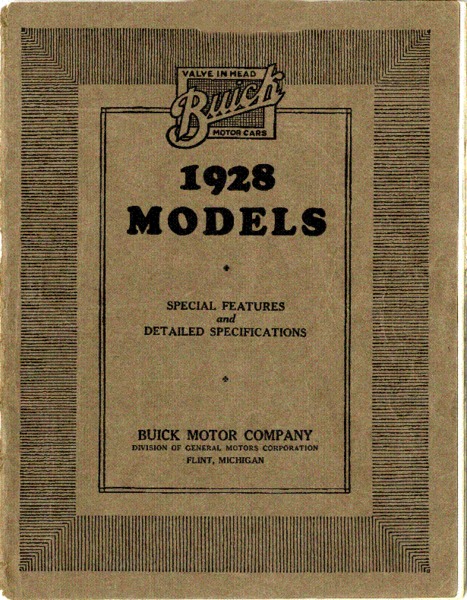 VALVE IN HEAD
Buick
MOTOR CARS
1928
MODELS
SPECIAL FEATURES
and
DETAILED SPECIFICATIONS
BUICK MOTOR COMPANY
DIVISION OF GENERAL MOTORS CORPORATION
FLINT, MICHIGAN